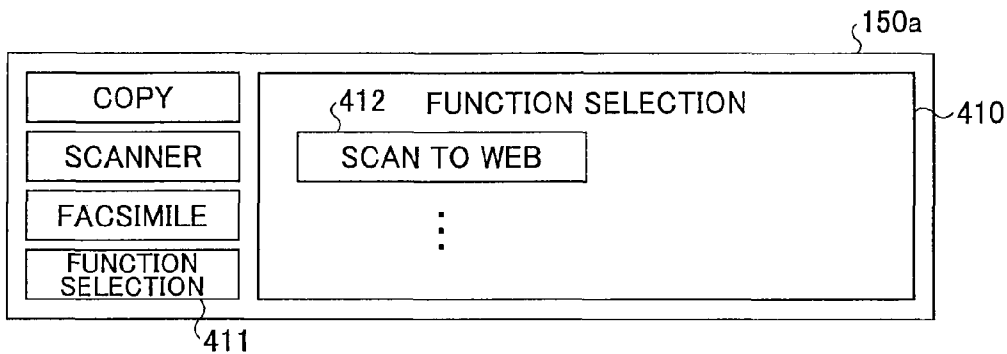 150a
COPY
SCANNER
FACSIMILE
FUNCTION
SELECTION
411
412
FUNCTION SELECTION
SCAN TO WEB
410